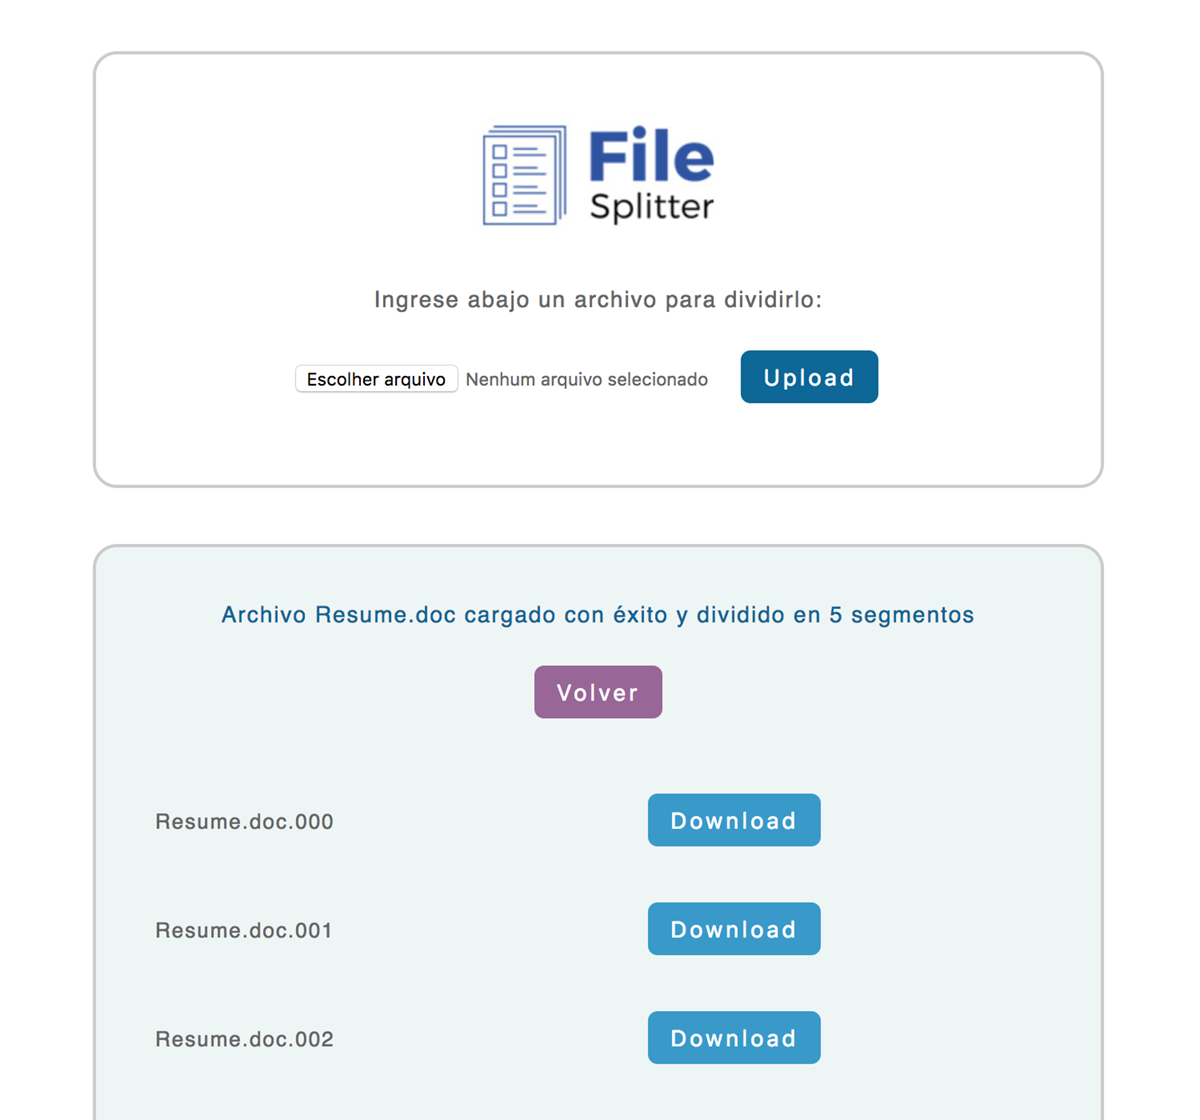 File
Splitter
Ingrese abajo un archivo para dividirlo:
Escolher arquivo Nenhum arquivo selecionado Upload
Archivo Resume.doc cargado con éxito y dividido en 5 segmentos
Volver
Resume.doc.000 Download
Resume.doc.001 Download
Resume.doc.002 Download